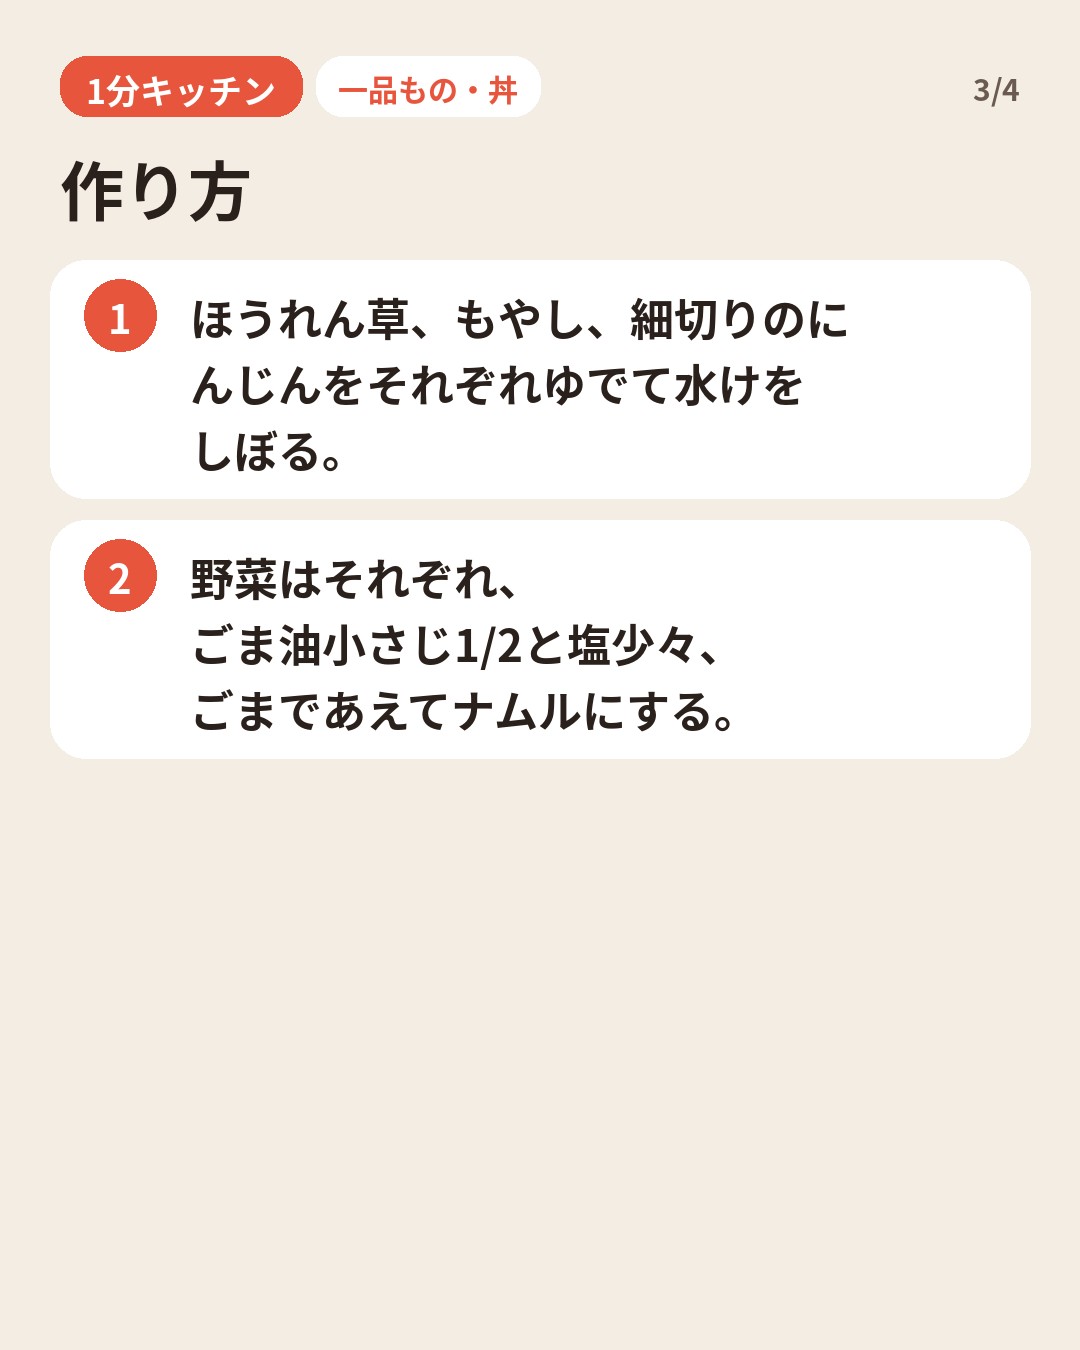 1分キッチン
一品もの・丼
3/4
作り方
1
ほうれん草、もやし、細切りのに
んじんをそれぞれゆでて水けを
しぼる。
2
野菜はそれぞれ、
ごま油小さじ1/2と塩少々、
ごまであえてナムルにする。